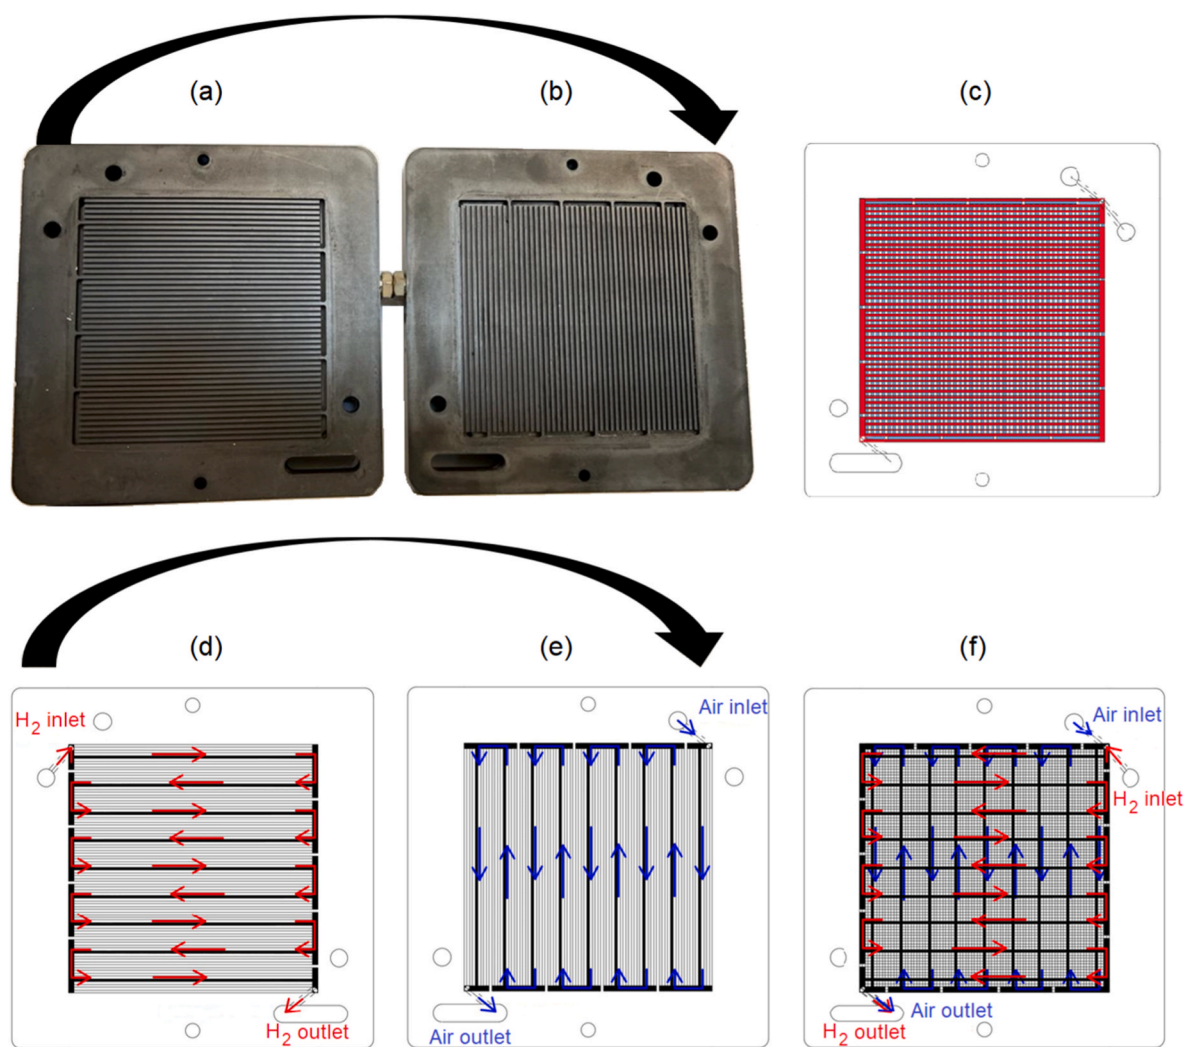 (a)
(b)
(c)
(d)
(e)
(f)
H2 inlet
Air inlet
Air inlet
H2 inlet
H2 outlet
Air outlet
Air outlet
H2 outlet